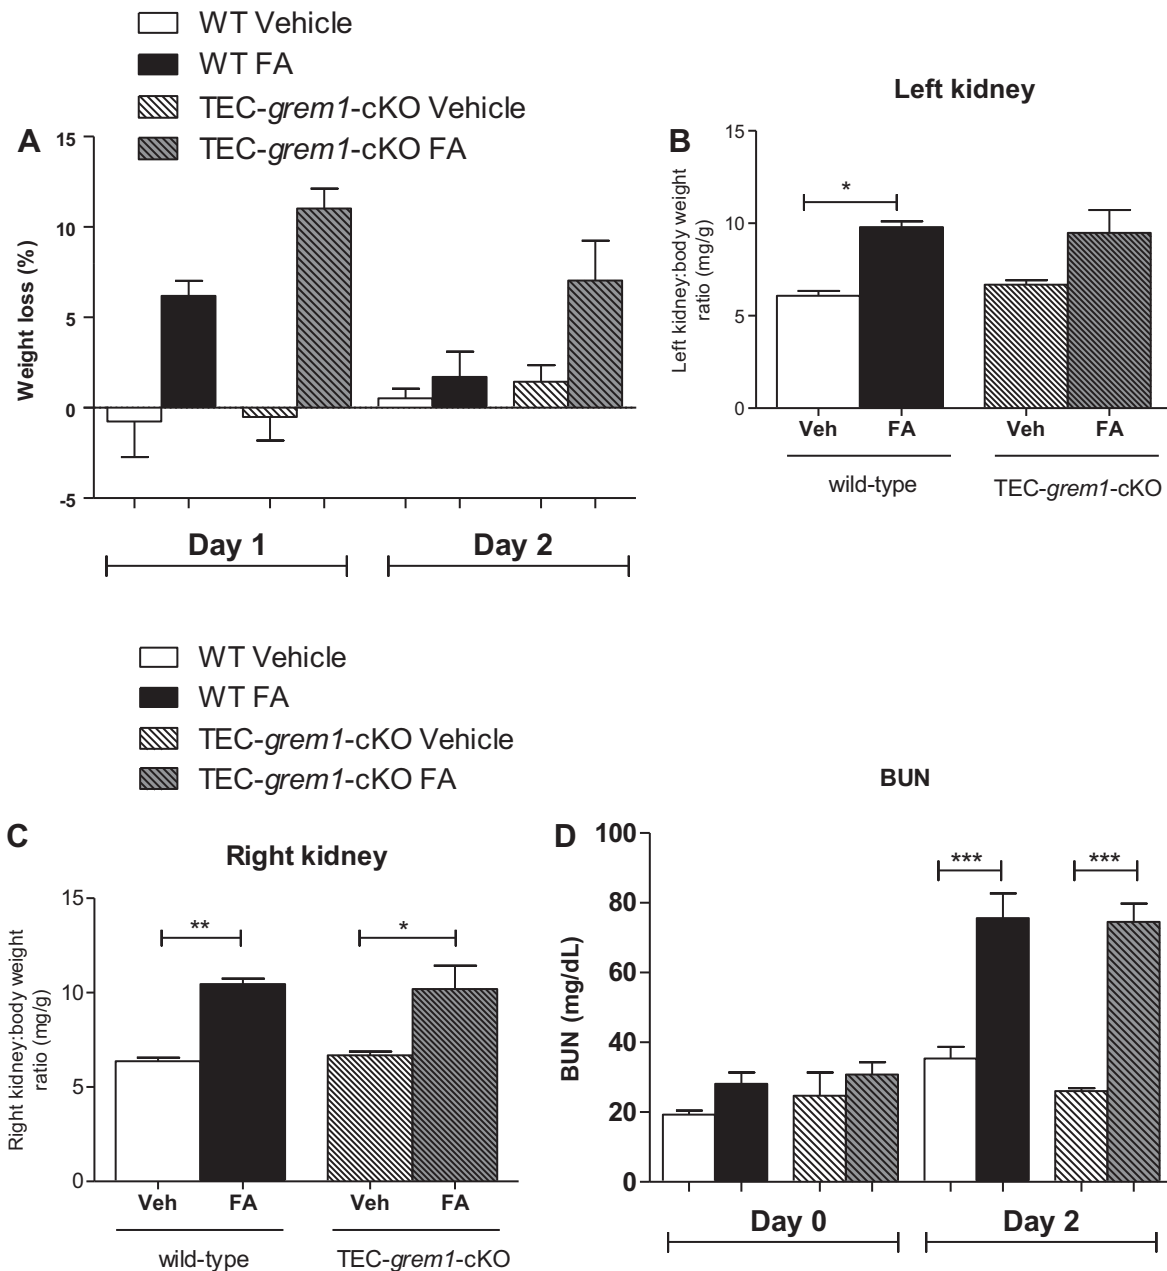 WT Vehicle
WT FA
TEC-grem1-cKO Vehicle
TEC-grem1-cKO FA
A
Weight loss (%)
15
10
5
0
-5
Day 1
Day 2
B
Left kidney
Left kidney:body weight
ratio (mg/g)
15
10
5
0
*
Veh
FA
Veh
FA
wild-type
TEC-grem1-cKO
WT Vehicle
WT FA
TEC-grem1-cKO Vehicle
TEC-grem1-cKO FA
C
Right kidney
Right kidney:body weight
ratio (mg/g)
15
10
5
0
**
*
Veh
FA
Veh
FA
wild-type
TEC-grem1-cKO
D
BUN
BUN (mg/dL)
100
80
60
40
20
0
***
***
Day 0
Day 2